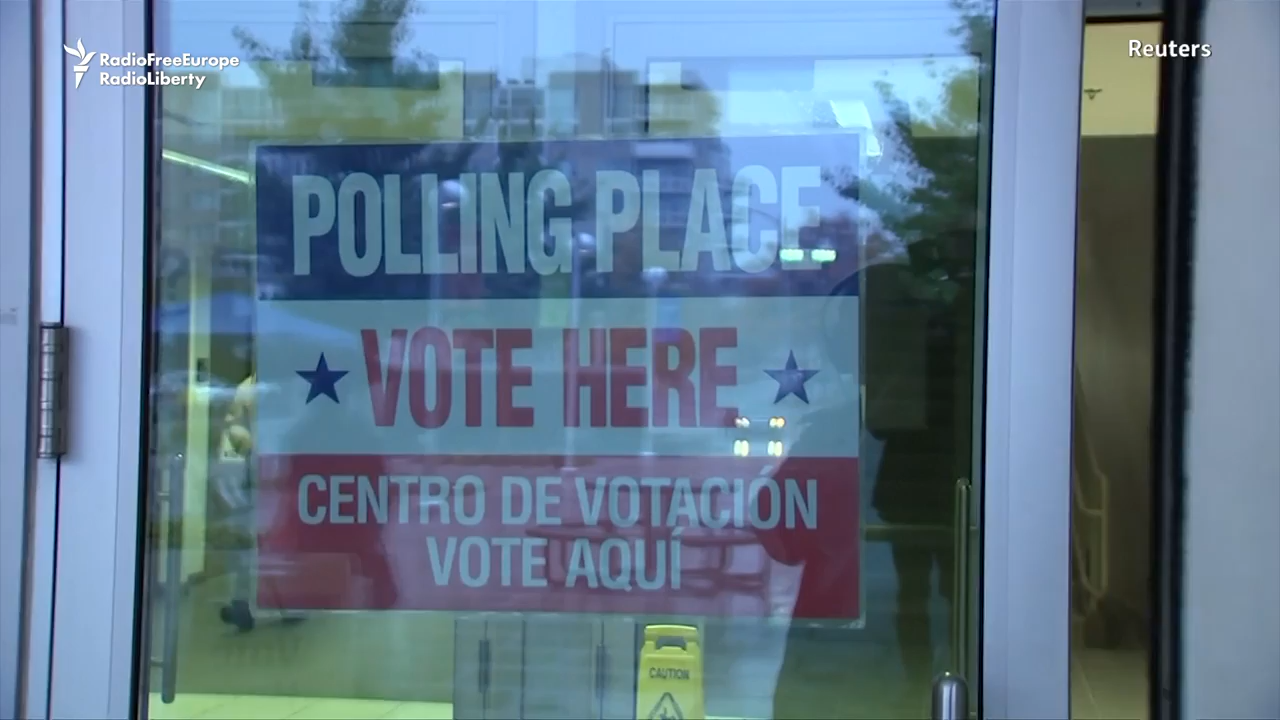 RadioFreeEurope
RadioLiberty
Reuters
POLLING PLACE
VOTE HERE
CENTRO DE VOTACIÓN
VOTE AQUÍ
CAUTION